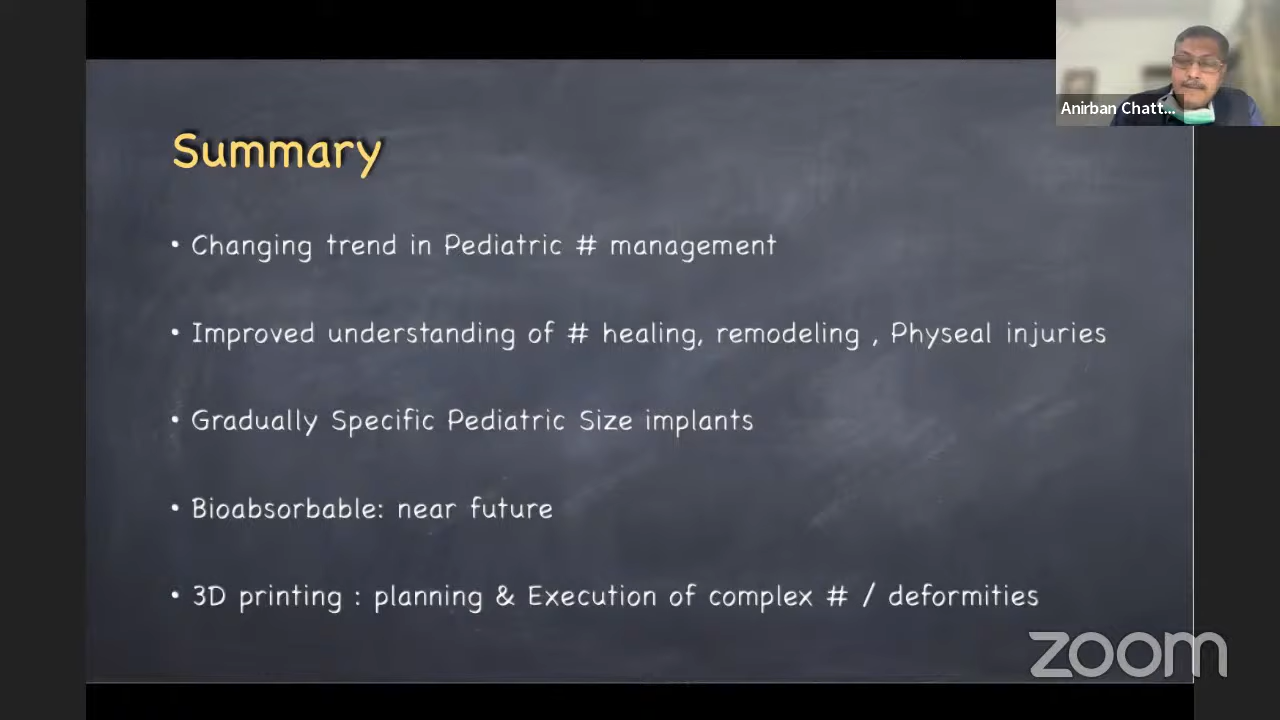 Anirban Chatt...
Summary
• Changing trend in Pediatric # management
• Improved understanding of # healing, remodeling , Physeal injuries
• Gradually Specific Pediatric Size implants
• Bioabsorbable: near future
• 3D printing : planning & Execution of complex # / deformities
zoom